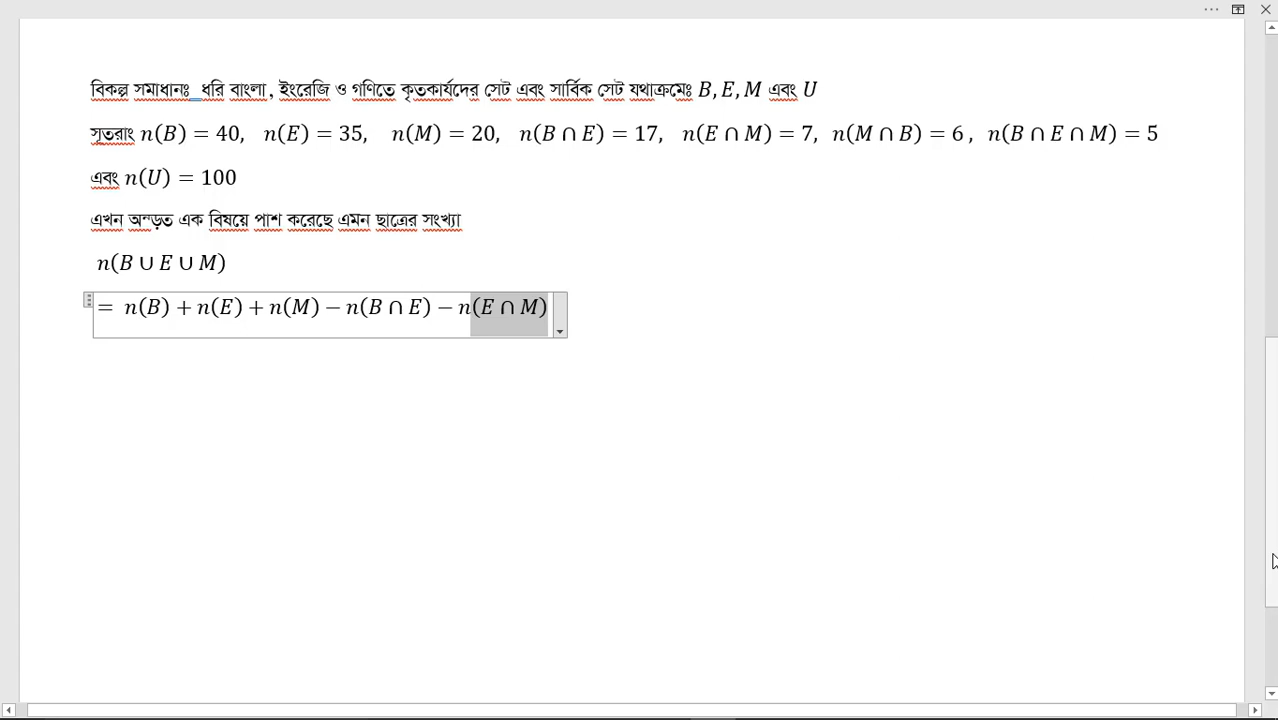 বিকল্প সমাধানঃ ধরি বাংলা, ইংরেজি ও গণিতে কৃতকার্যদের সেট এবং সার্বিক সেট যথাক্রমেঃ B, E, M এবং U
সুতরাং n(B) = 40, n(E) = 35, n(M) = 20, n(B ∩ E) = 17, n(E ∩ M) = 7, n(M ∩ B) = 6 , n(B ∩ E ∩ M) = 5
এবং n(U) = 100
এখন অন্ড়ত এক বিষয়ে পাশ করেছে এমন ছাত্রের সংখ্যা
n(B ∪ E ∪ M)
= n(B) + n(E) + n(M) − n(B ∩ E) − n(E ∩ M)